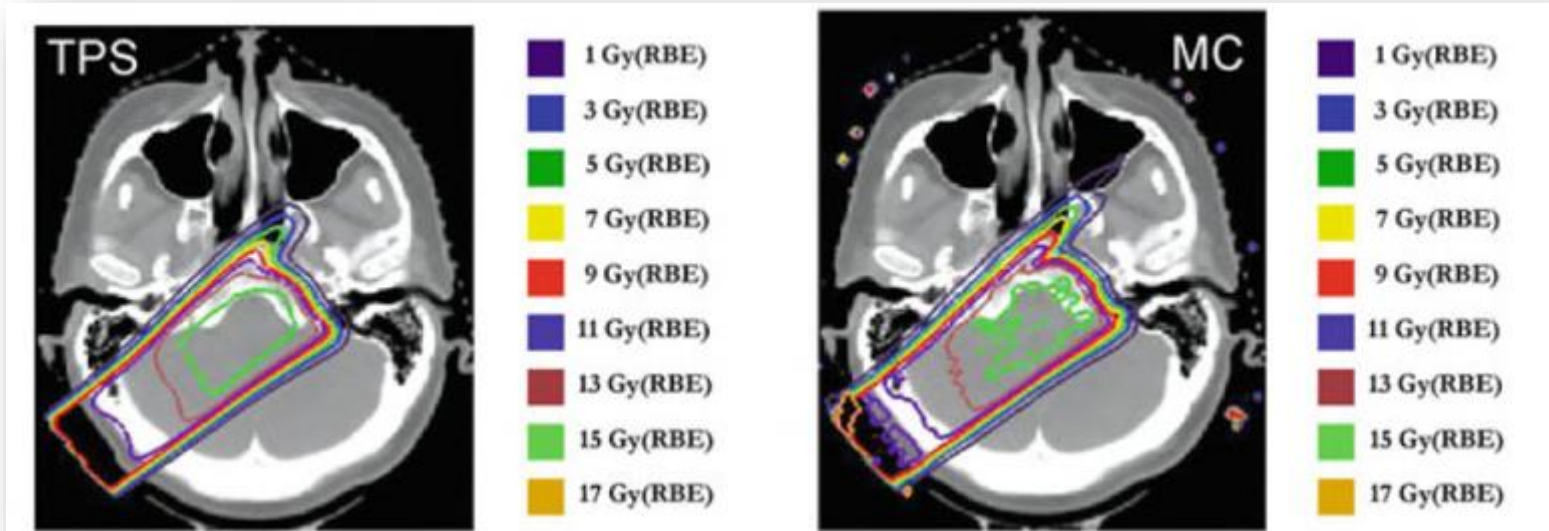 TPS
1 Gy(RBE)
3 Gy(RBE)
5 Gy(RBE)
7 Gy(RBE)
9 Gy(RBE)
11 Gy(RBE)
13 Gy(RBE)
15 Gy(RBE)
17 Gy(RBE)
MC
1 Gy(RBE)
3 Gy(RBE)
5 Gy(RBE)
7 Gy(RBE)
9 Gy(RBE)
11 Gy(RBE)
13 Gy(RBE)
15 Gy(RBE)
17 Gy(RBE)